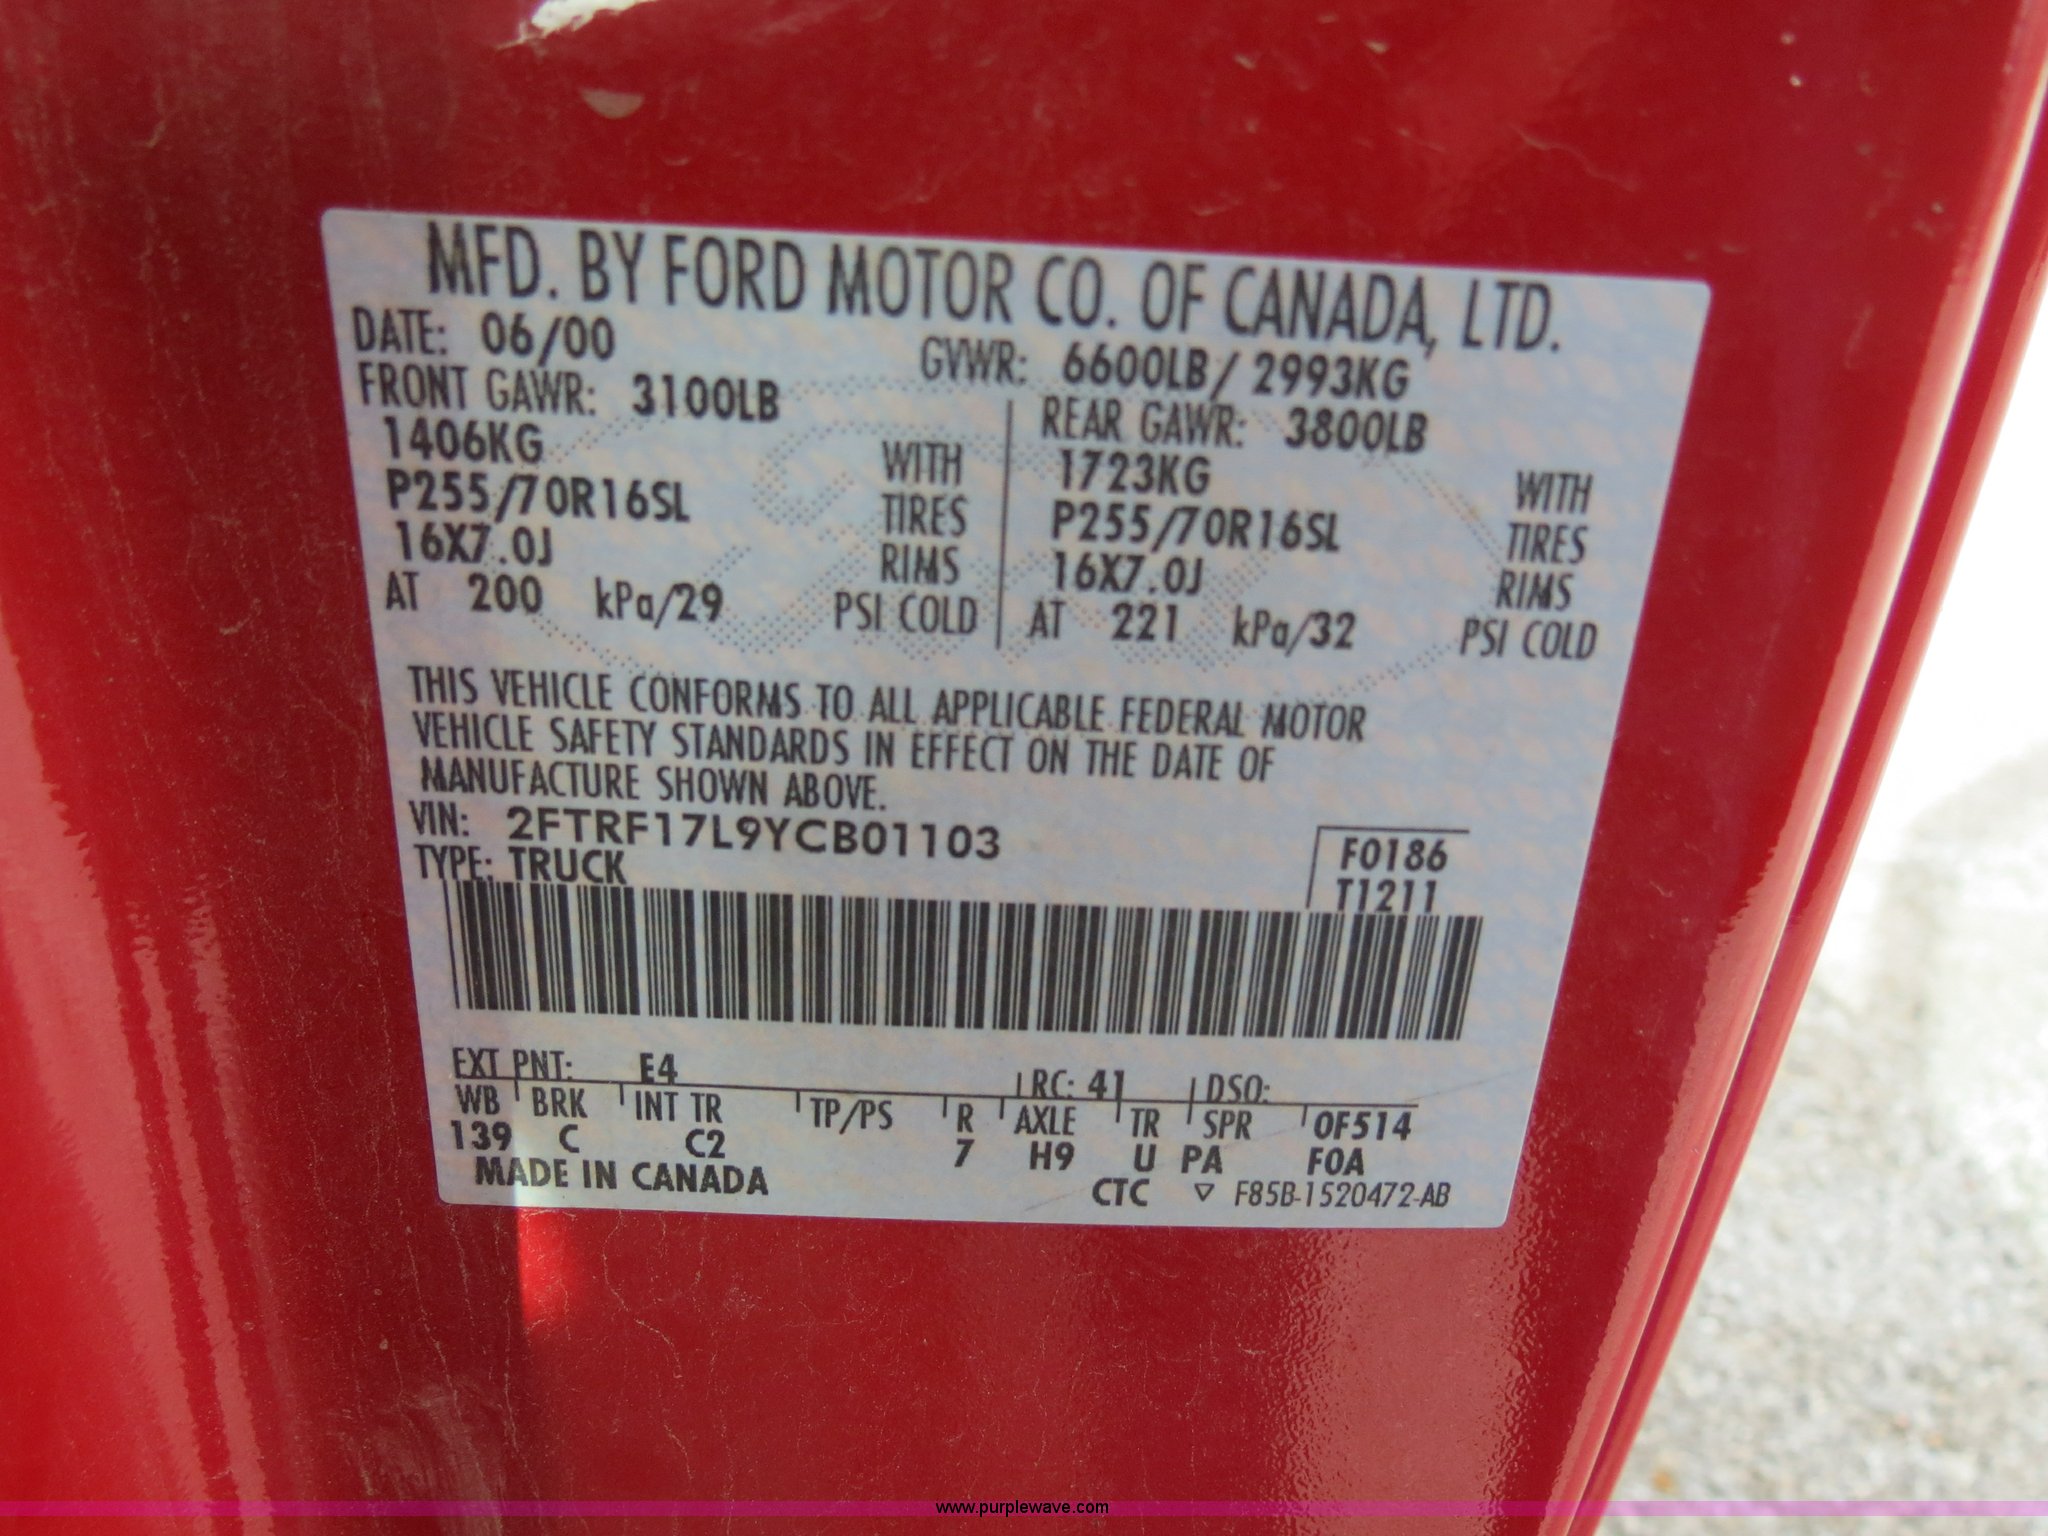 MFD. BY FORD MOTOR CO. OF CANADA, LTD.
DATE: 06/00 GVWR: 6600LB/ 2993KG
FRONT GAWR: 3100LB REAR GAWR: 3800LB
1406KG WITH 1723KG WITH
P255/70R16SL TIRES P255/70R16SL TIRES
16X7.0J RIMS 16X7.0J RIMS
AT 200 kPa/29 PSI COLD AT 221 kPa/32 PSI COLD
THIS VEHICLE CONFORMS TO ALL APPLICABLE FEDERAL MOTOR
VEHICLE SAFETY STANDARDS IN EFFECT ON THE DATE OF
MANUFACTURE SHOWN ABOVE.
VIN: 2FTRF17L9YCB01103 F0186
TYPE: TRUCK T1211
EXT PNT: E4 RC: 41 DSO:
WB BRK INT TR TP/PS R AXLE TR SPR 0F514
139 C C2 7 H9 U PA F0A
MADE IN CANADA CTC ▽ F85B-1520472-AB
www.purplewave.com